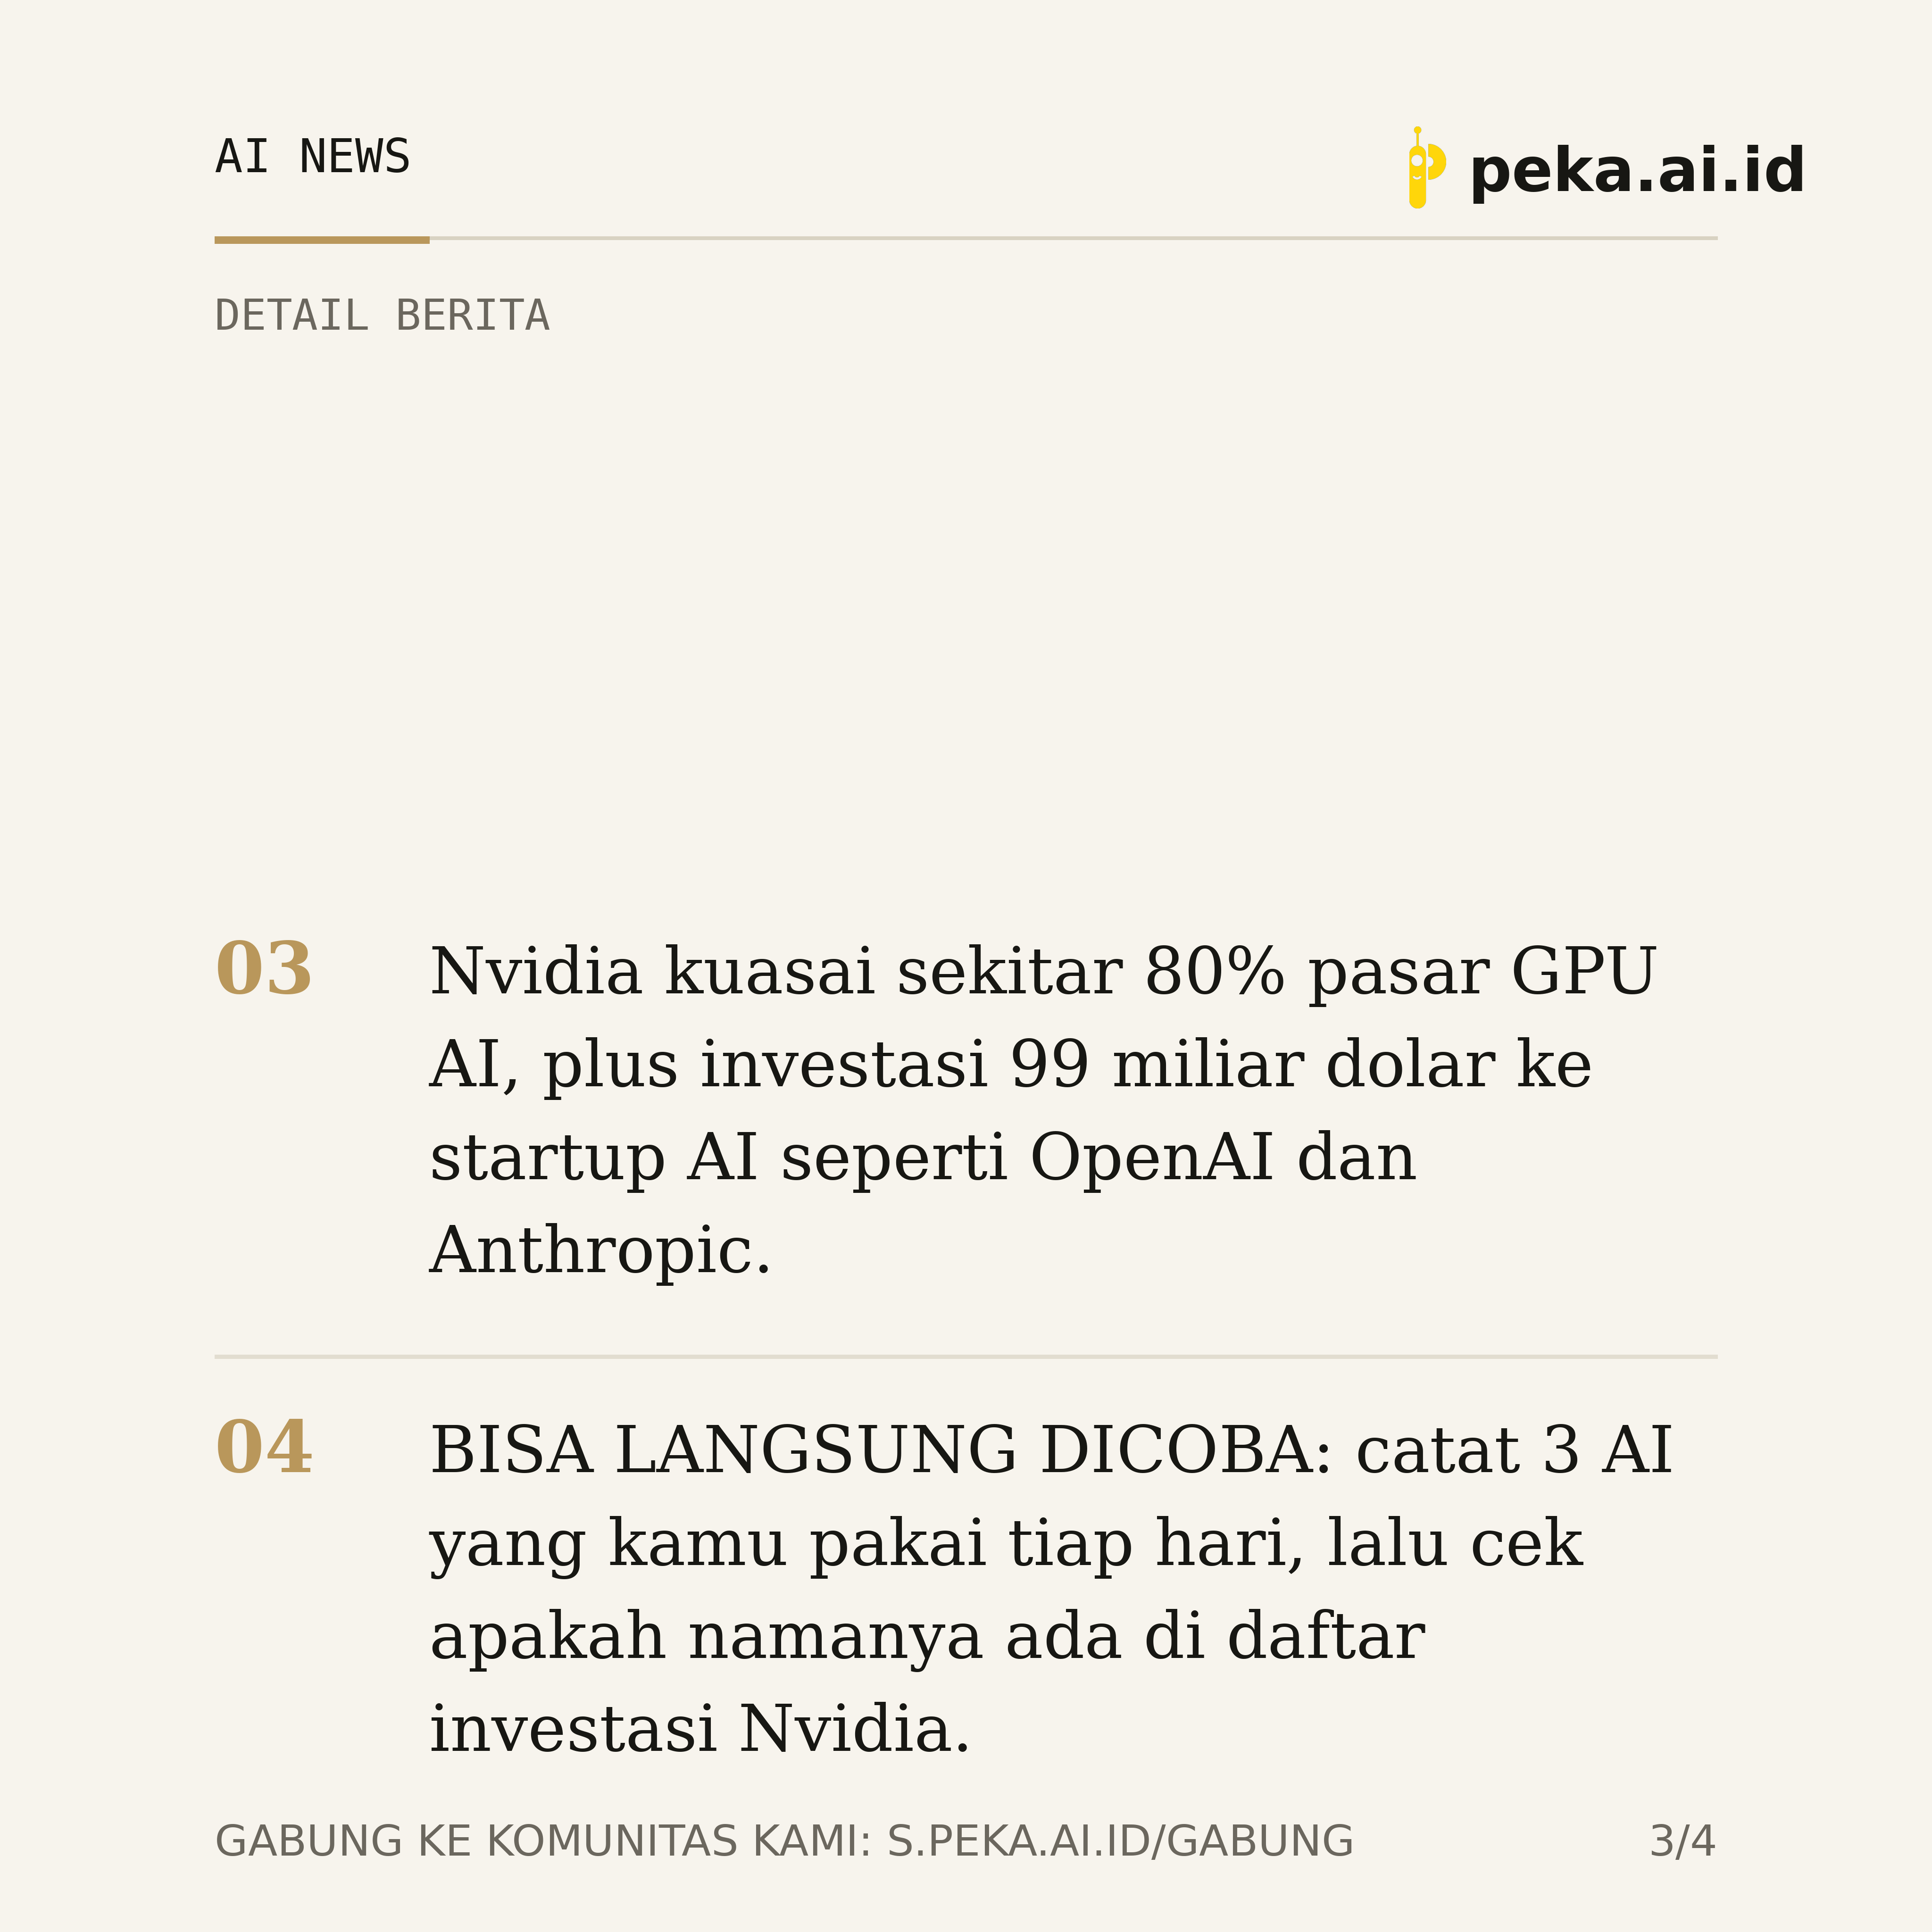 AI NEWS
peka.ai.id
DETAIL BERITA
03
Nvidia kuasai sekitar 80% pasar GPU
AI, plus investasi 99 miliar dolar ke
startup AI seperti OpenAI dan
Anthropic.
04
BISA LANGSUNG DICOBA: catat 3 AI
yang kamu pakai tiap hari, lalu cek
apakah namanya ada di daftar
investasi Nvidia.
GABUNG KE KOMUNITAS KAMI: S.PEKA.AI.ID/GABUNG
3/4